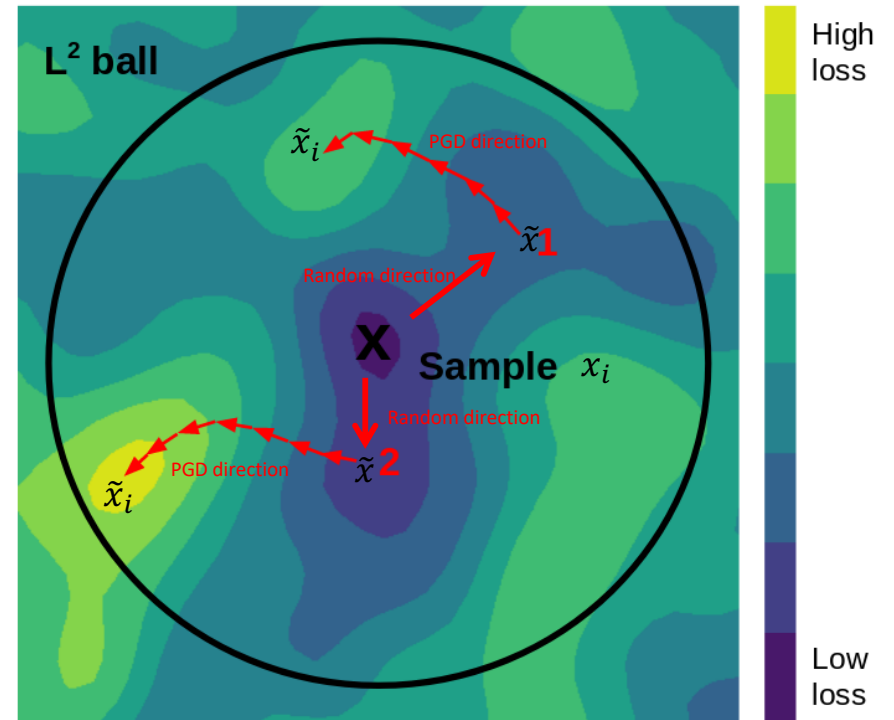 L² ball
High
loss
x̃ᵢ
PGD direction
x̃1
Random direction
X
Sample xᵢ
Random direction
x̃ 2
PGD direction
x̃ᵢ
Low
loss